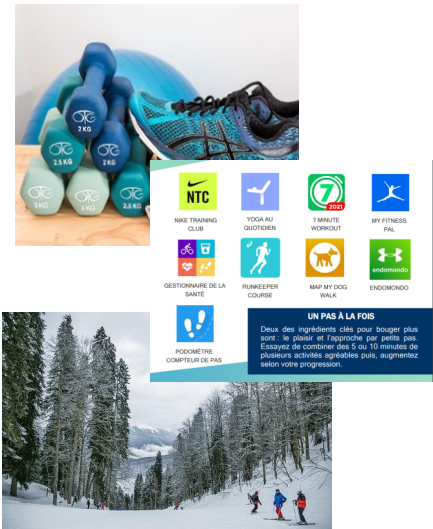 2 KG
2,5 KG
2 KG
3 KG
3 KG
2,5 KG
NTC
7
2021
endomondo
NIKE TRAINING
CLUB
YOGA AU
QUOTIDIEN
7 MINUTE
WORKOUT
MY FITNESS
PAL
GESTIONNAIRE DE LA
SANTÉ
RUNKEEPER
COURSE
MAP MY DOG
WALK
ENDOMONDO
PODOMÈTRE
COMPTEUR DE PAS
UN PAS À LA FOIS
Deux des ingrédients clés pour bouger plus
sont : le plaisir et l'approche par petits pas.
Essayez de combiner des 5 ou 10 minutes de
plusieurs activités agréables puis, augmentez
selon votre progression.